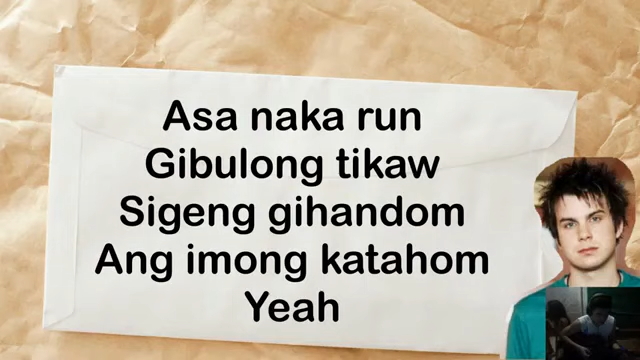 Asa naka run
Gibulong tikaw
Sigeng gihandom
Ang imong katahom
Yeah